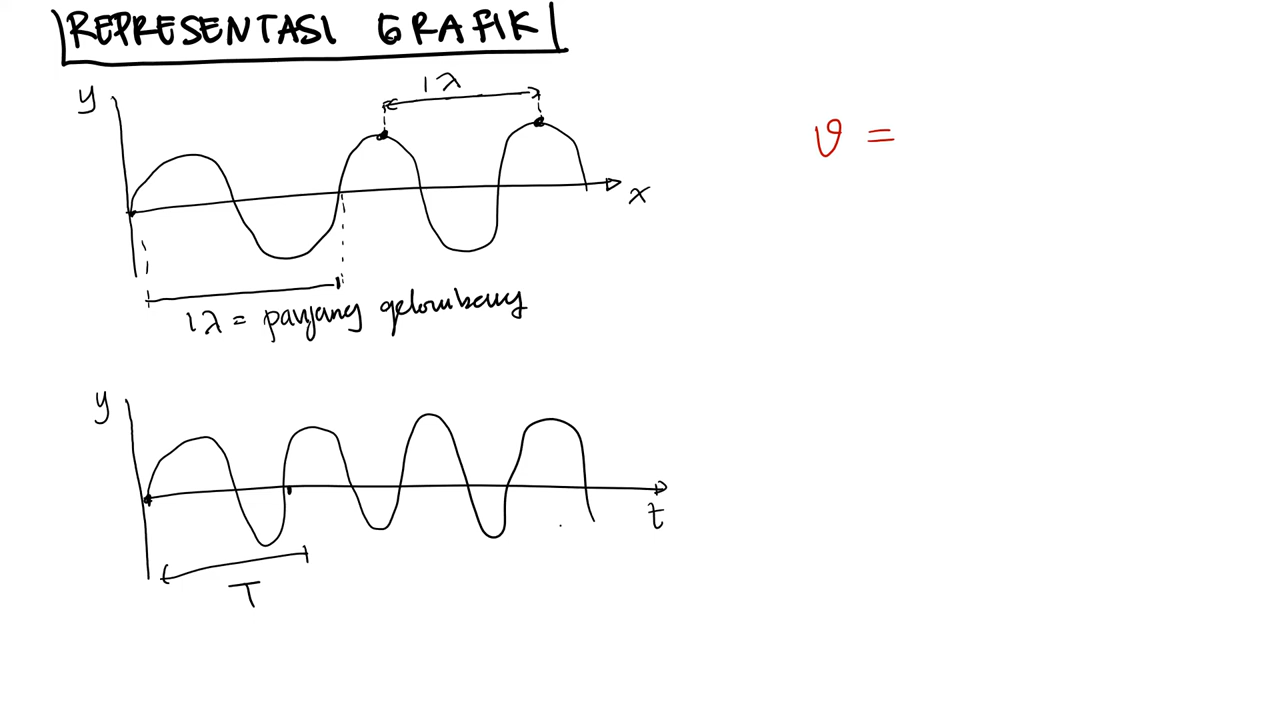 REPRESENTASI GRAFIK
y
1λ
v =
x
1λ = panjang gelombang
y
t
T